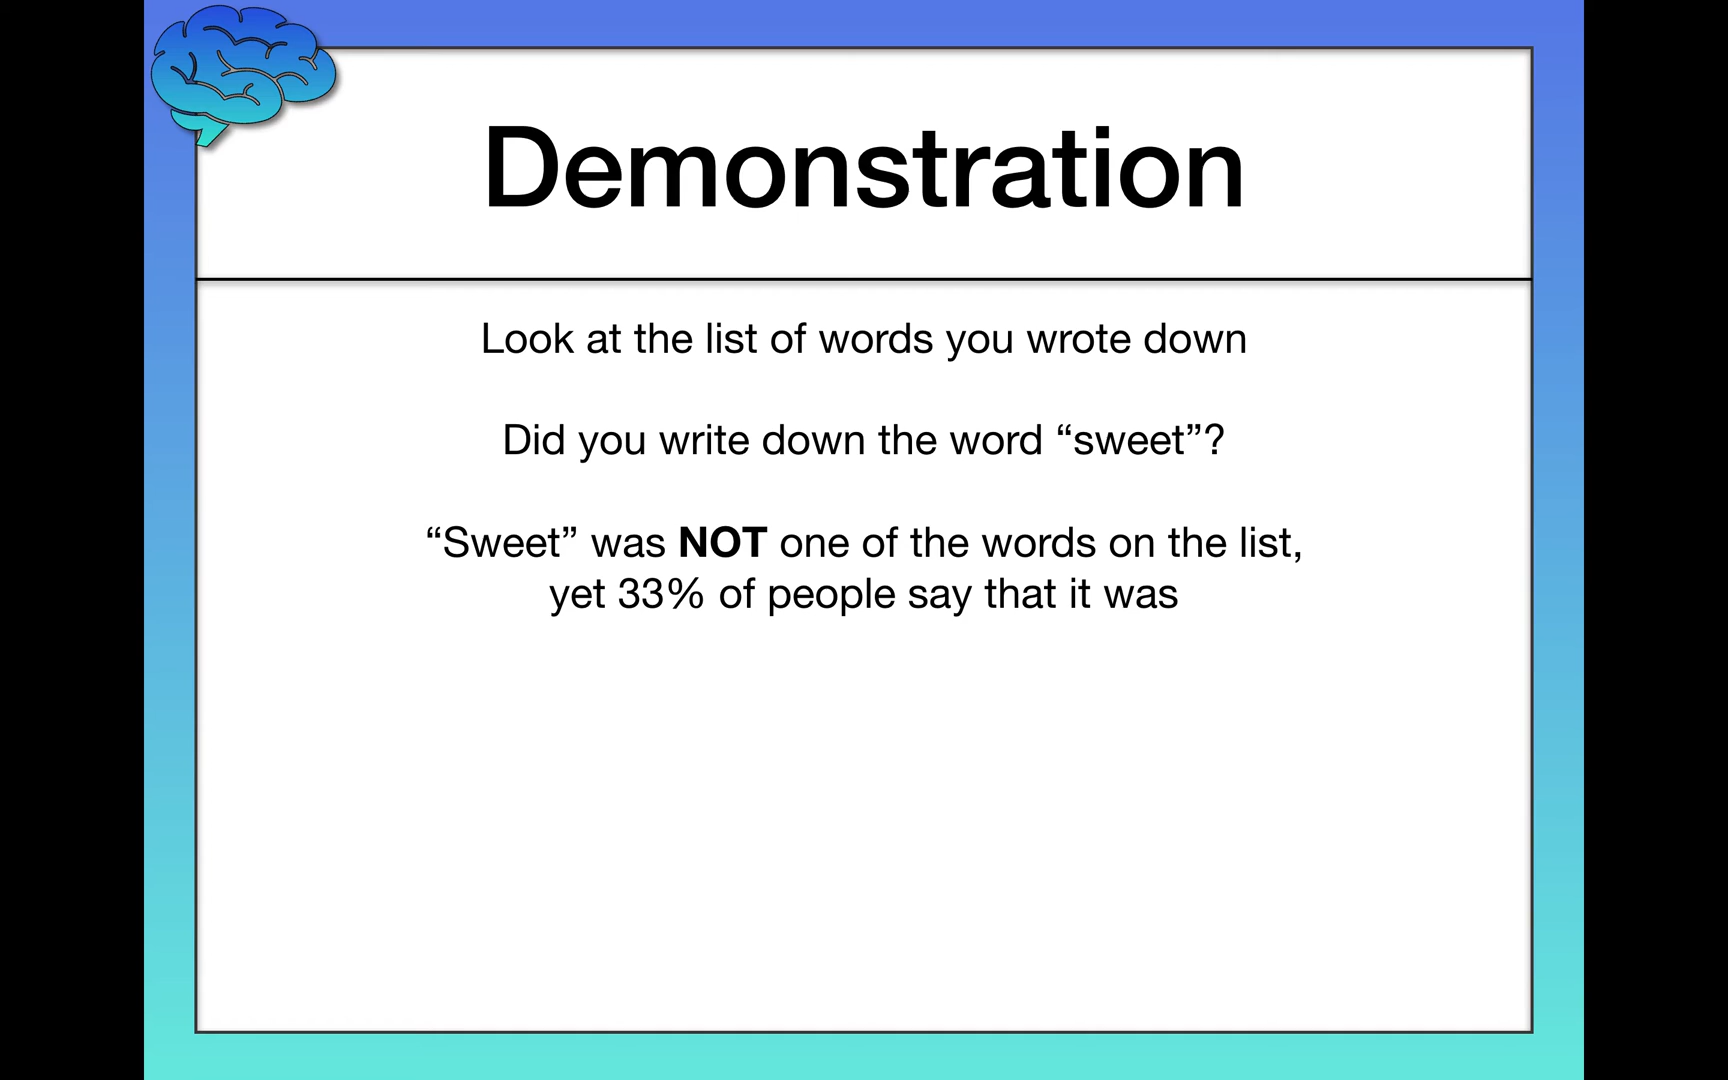 Demonstration
Look at the list of words you wrote down
Did you write down the word “sweet”?
“Sweet” was NOT one of the words on the list,
yet 33% of people say that it was